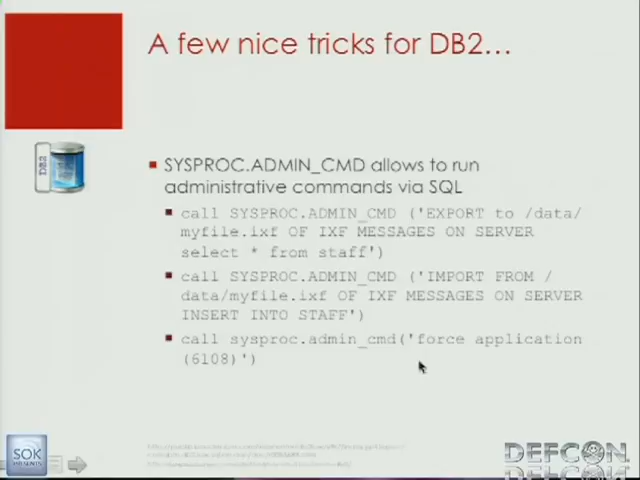 A few nice tricks for DB2...
DB2
SYSPROC.ADMIN_CMD allows to run
administrative commands via SQL
call SYSPROC.ADMIN_CMD ('EXPORT to /data/
myfile.ixf OF IXF MESSAGES ON SERVER
select * from staff')
call SYSPROC.ADMIN_CMD ('IMPORT FROM /
data/myfile.ixf OF IXF MESSAGES ON SERVER
INSERT INTO STAFF')
call sysproc.admin_cmd('force application
(6108)')
SOK
PRESENTS
DEFCON